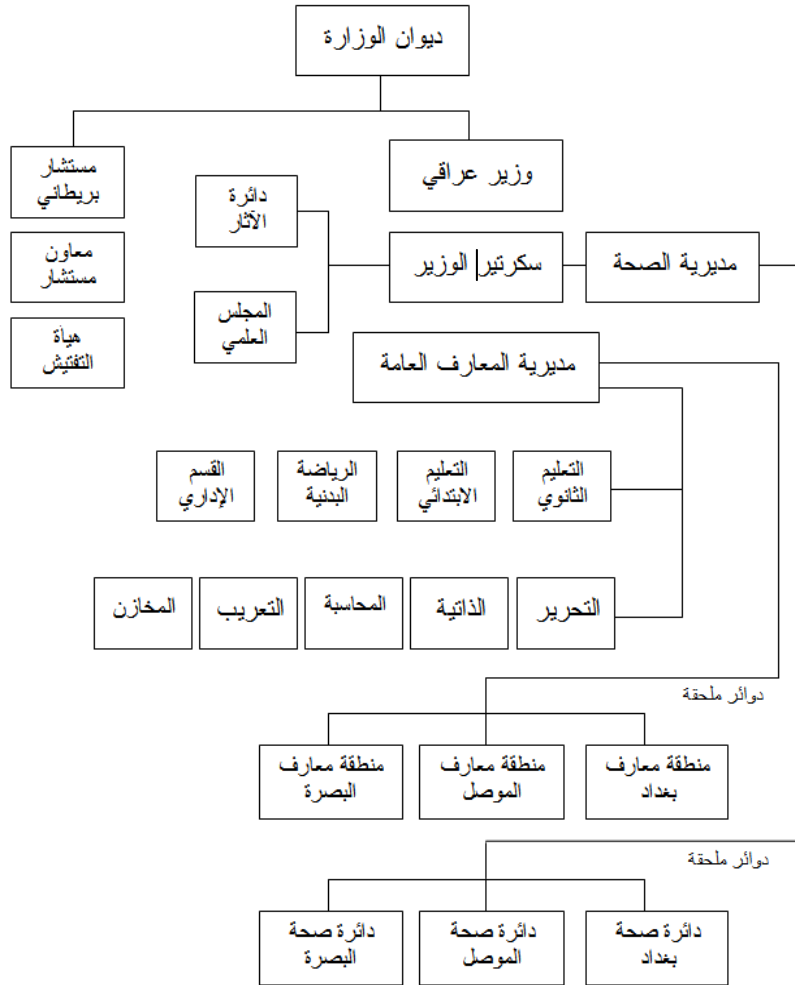 ديوان الوزارة
وزير عراقي
مستشار
بريطاني
دائرة
الآثار
مديرية الصحة
سكرتير الوزير
معاون
مستشار
المجلس
العلمي
هيأة
التفتيش
مديرية المعارف العامة
التعليم
الثانوي
التعليم
الابتدائي
الرياضة
البدنية
القسم
الإداري
التحرير
الذاتية
المحاسبة
التعريب
المخازن
دوائر ملحقة
منطقة معارف
بغداد
منطقة معارف
الموصل
منطقة معارف
البصرة
دوائر ملحقة
دائرة صحة
بغداد
دائرة صحة
الموصل
دائرة صحة
البصرة